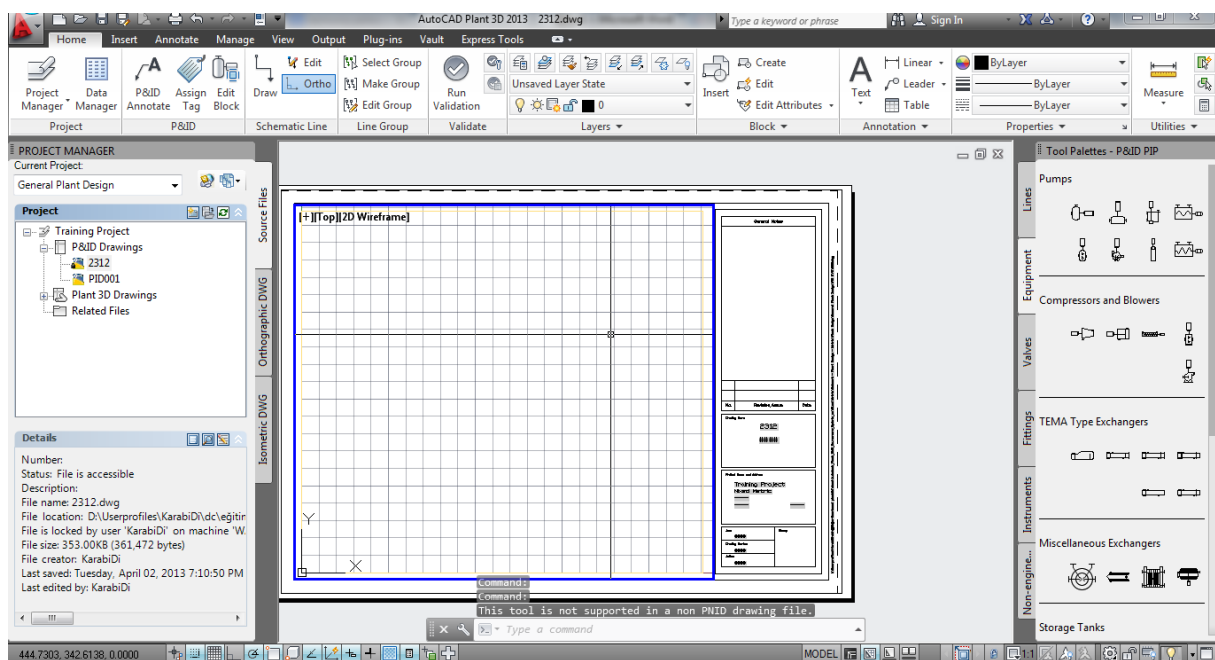 AutoCAD Plant 3D 2013 2312.dwg
Type a keyword or phrase
Sign In
Home Insert Annotate Manage View Output Plug-ins Vault Express Tools
Project Manager
Data Manager
P&ID Annotate
Assign Tag
Edit Block
Draw
Edit
Ortho
Select Group
Make Group
Edit Group
Run Validation
Unsaved Layer State
0
Insert
Create
Edit
Edit Attributes
Text
Linear
Leader
Table
ByLayer
ByLayer
ByLayer
Measure
Project P&ID Schematic Line Line Group Validate Layers Block Annotation Properties Utilities
PROJECT MANAGER
Current Project:
General Plant Design
Project
Training Project
P&ID Drawings
2312
PID001
Plant 3D Drawings
Related Files
Details
Number:
Status: File is accessible
Description:
File name: 2312.dwg
File location: D:\Userprofiles\KarabiDi\dc\eğitir
File is locked by user 'KarabiDi' on machine 'W.
File size: 353.00KB (361,472 bytes)
File creator: KarabiDi
Last saved: Tuesday, April 02, 2013 7:10:50 PM
Last edited by: KarabiDi
Source Files
Orthographic DWG
Isometric DWG
[+][Top][2D Wireframe]
Y
X
General Notes
No. Date
2312
Training Project
Command:
Command:
This tool is not supported in a non PNID drawing file.
Type a command
Tool Palettes - P&ID PIP
Lines
Equipment
Valves
Fittings
Instruments
Non-engine...
Pumps
Compressors and Blowers
TEMA Type Exchangers
Miscellaneous Exchangers
Storage Tanks
444.7303, 342.6138, 0.0000
MODEL
1:1